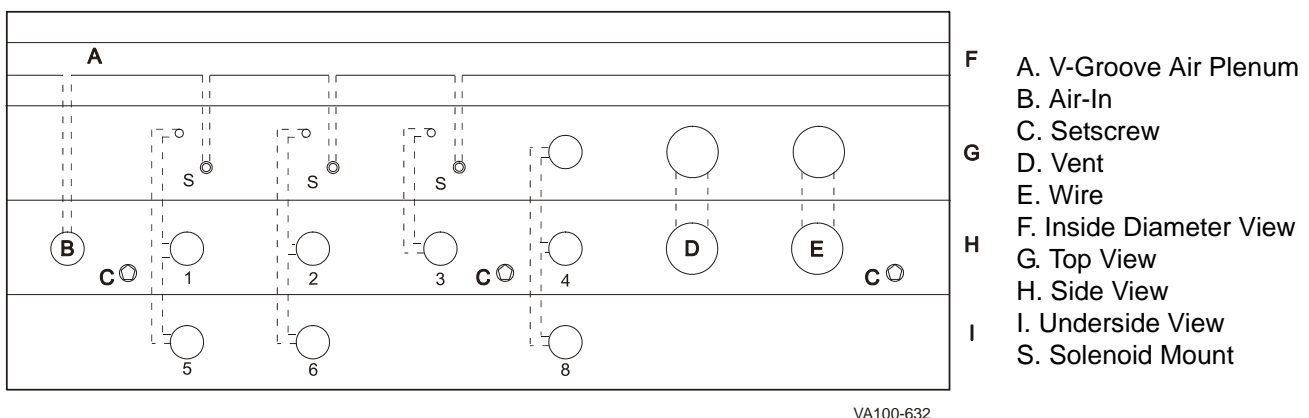 A
F
A. V-Groove Air Plenum
B. Air-In
C. Setscrew
D. Vent
E. Wire
F. Inside Diameter View
G. Top View
H. Side View
I. Underside View
S. Solenoid Mount
S S S
G
B D E
H
C C C
1 2 3 4
I
5 6 8
VA100-632